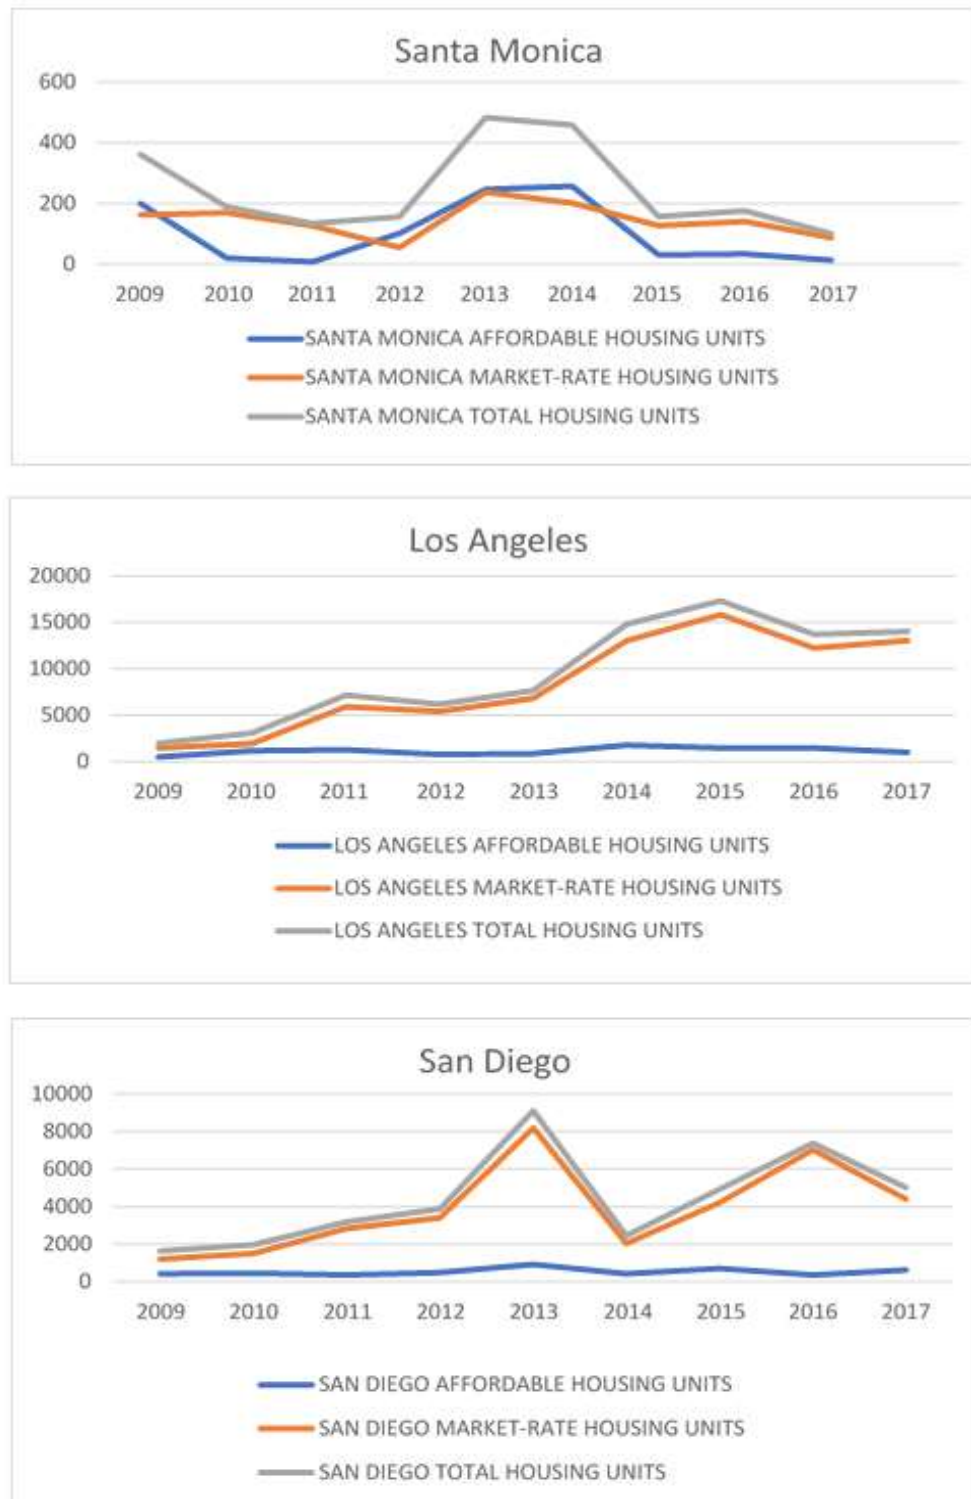 Santa Monica
600
400
200
0
2009 2010 2011 2012 2013 2014 2015 2016 2017
SANTA MONICA AFFORDABLE HOUSING UNITS
SANTA MONICA MARKET-RATE HOUSING UNITS
SANTA MONICA TOTAL HOUSING UNITS
Los Angeles
20000
15000
10000
5000
0
2009 2010 2011 2012 2013 2014 2015 2016 2017
LOS ANGELES AFFORDABLE HOUSING UNITS
LOS ANGELES MARKET-RATE HOUSING UNITS
LOS ANGELES TOTAL HOUSING UNITS
San Diego
10000
8000
6000
4000
2000
0
2009 2010 2011 2012 2013 2014 2015 2016 2017
SAN DIEGO AFFORDABLE HOUSING UNITS
SAN DIEGO MARKET-RATE HOUSING UNITS
SAN DIEGO TOTAL HOUSING UNITS